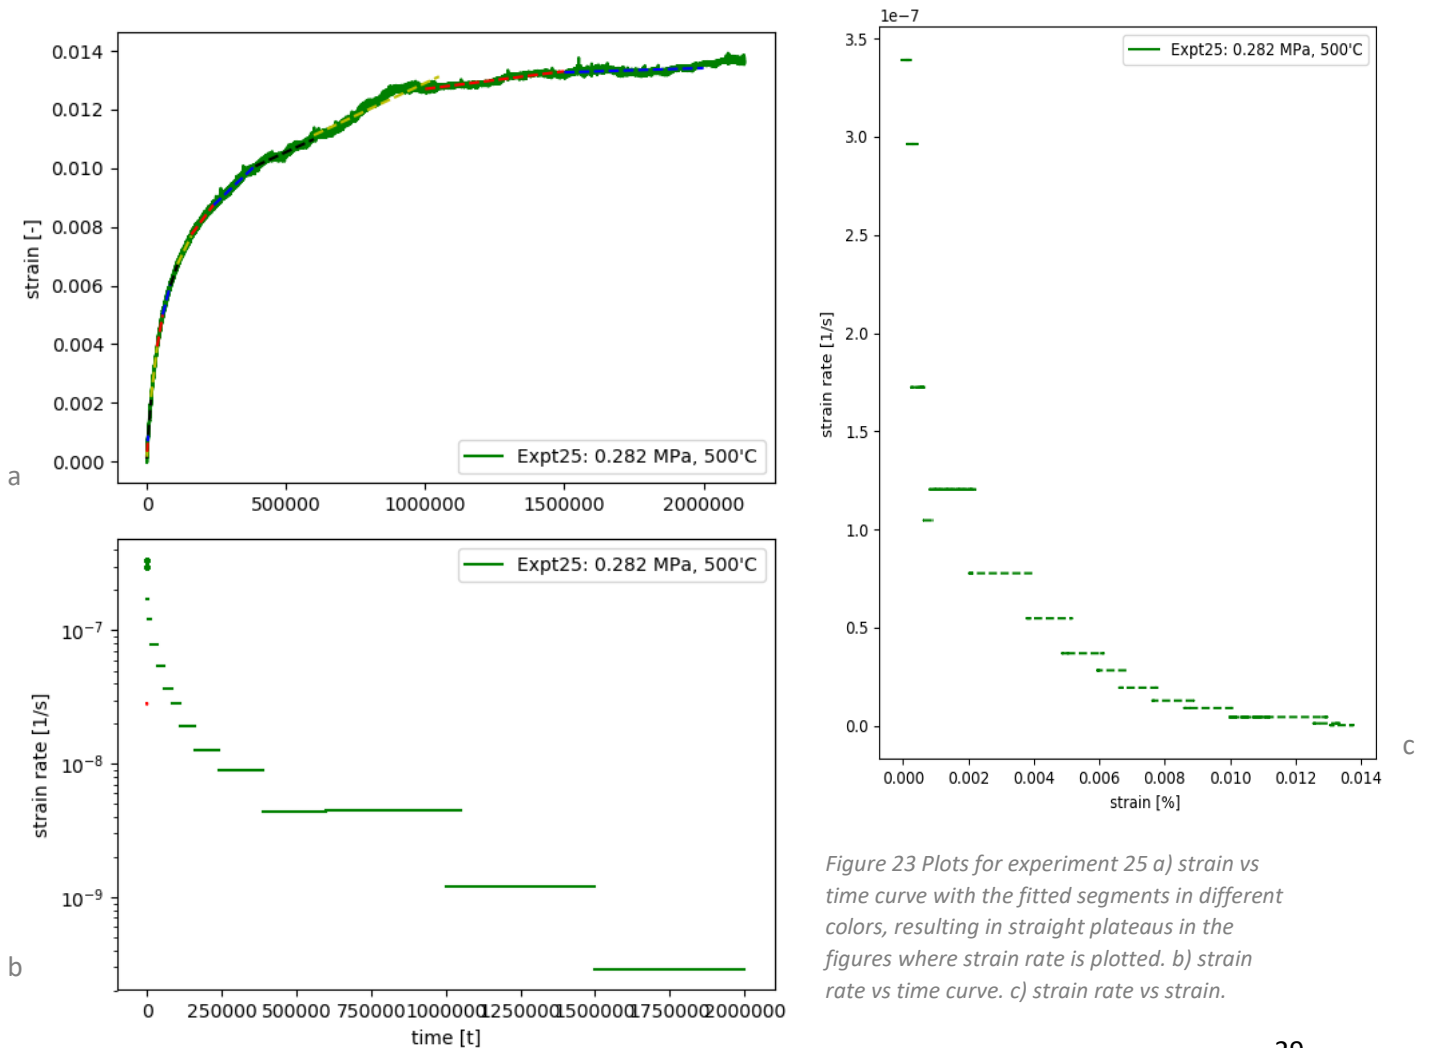 0.014
0.012
0.010
0.008
0.006
0.004
0.002
0.000
strain [-]
Expt25: 0.282 MPa, 500'C
0 500000 1000000 1500000 2000000
a
Expt25: 0.282 MPa, 500'C
10⁻⁷
10⁻⁸
10⁻⁹
strain rate [1/s]
0 250000 500000 750000 1000000 1250000 1500000 1750000 2000000
time [t]
b
1e−7
Expt25: 0.282 MPa, 500'C
3.5
3.0
2.5
2.0
1.5
1.0
0.5
0.0
strain rate [1/s]
0.000 0.002 0.004 0.006 0.008 0.010 0.012 0.014
strain [%]
c
Figure 23 Plots for experiment 25 a) strain vs
time curve with the fitted segments in different
colors, resulting in straight plateaus in the
figures where strain rate is plotted. b) strain
rate vs time curve. c) strain rate vs strain.